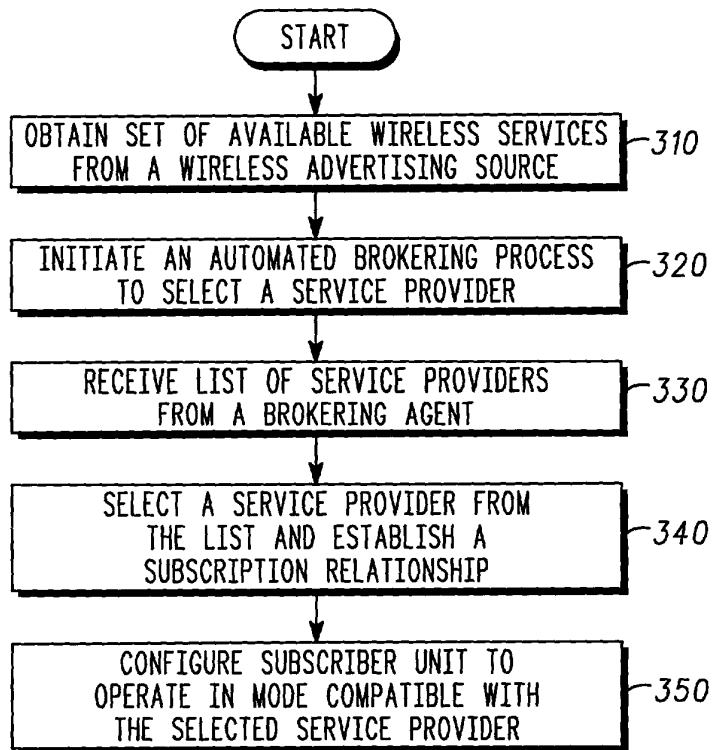 START
OBTAIN SET OF AVAILABLE WIRELESS SERVICES
FROM A WIRELESS ADVERTISING SOURCE
310
INITIATE AN AUTOMATED BROKERING PROCESS
TO SELECT A SERVICE PROVIDER
320
RECEIVE LIST OF SERVICE PROVIDERS
FROM A BROKERING AGENT
330
SELECT A SERVICE PROVIDER FROM
THE LIST AND ESTABLISH A
SUBSCRIPTION RELATIONSHIP
340
CONFIGURE SUBSCRIBER UNIT TO
OPERATE IN MODE COMPATIBLE WITH
THE SELECTED SERVICE PROVIDER
350